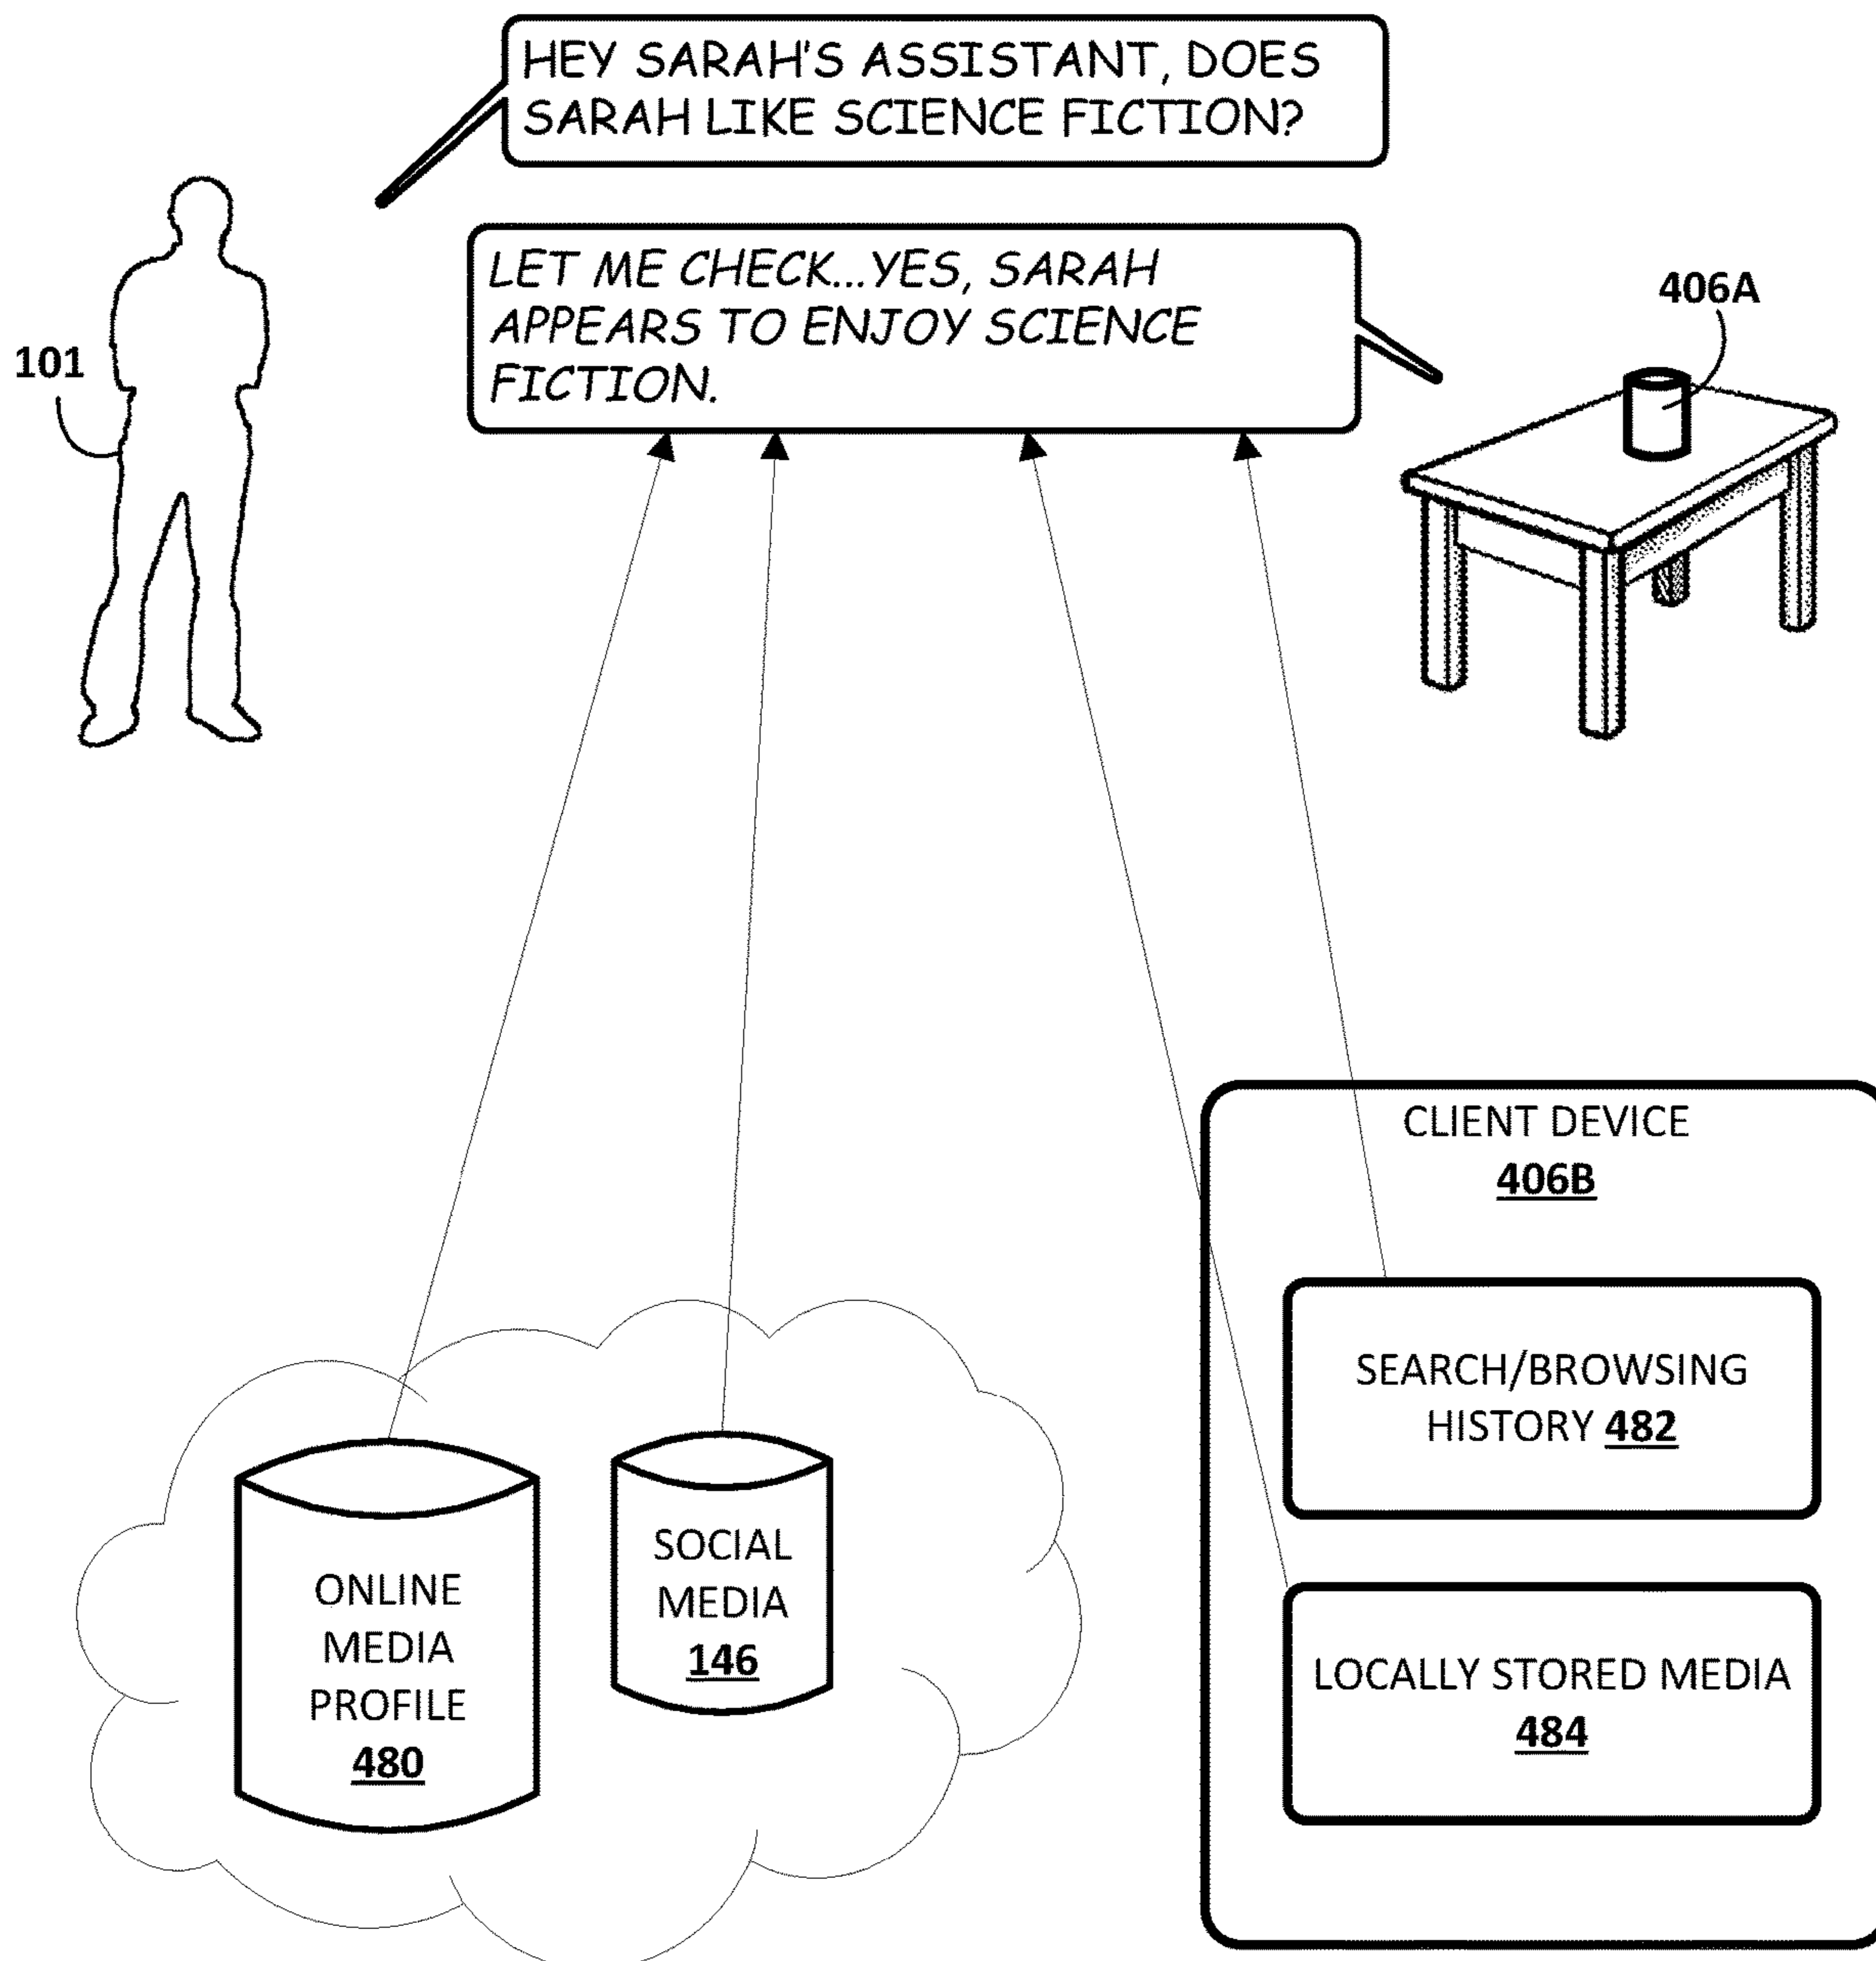 HEY SARAH'S ASSISTANT, DOES
SARAH LIKE SCIENCE FICTION?
LET ME CHECK...YES, SARAH
APPEARS TO ENJOY SCIENCE
FICTION.
406A
101
CLIENT DEVICE
406B
SEARCH/BROWSING
HISTORY 482
LOCALLY STORED MEDIA
484
SOCIAL
MEDIA
146
ONLINE
MEDIA
PROFILE
480